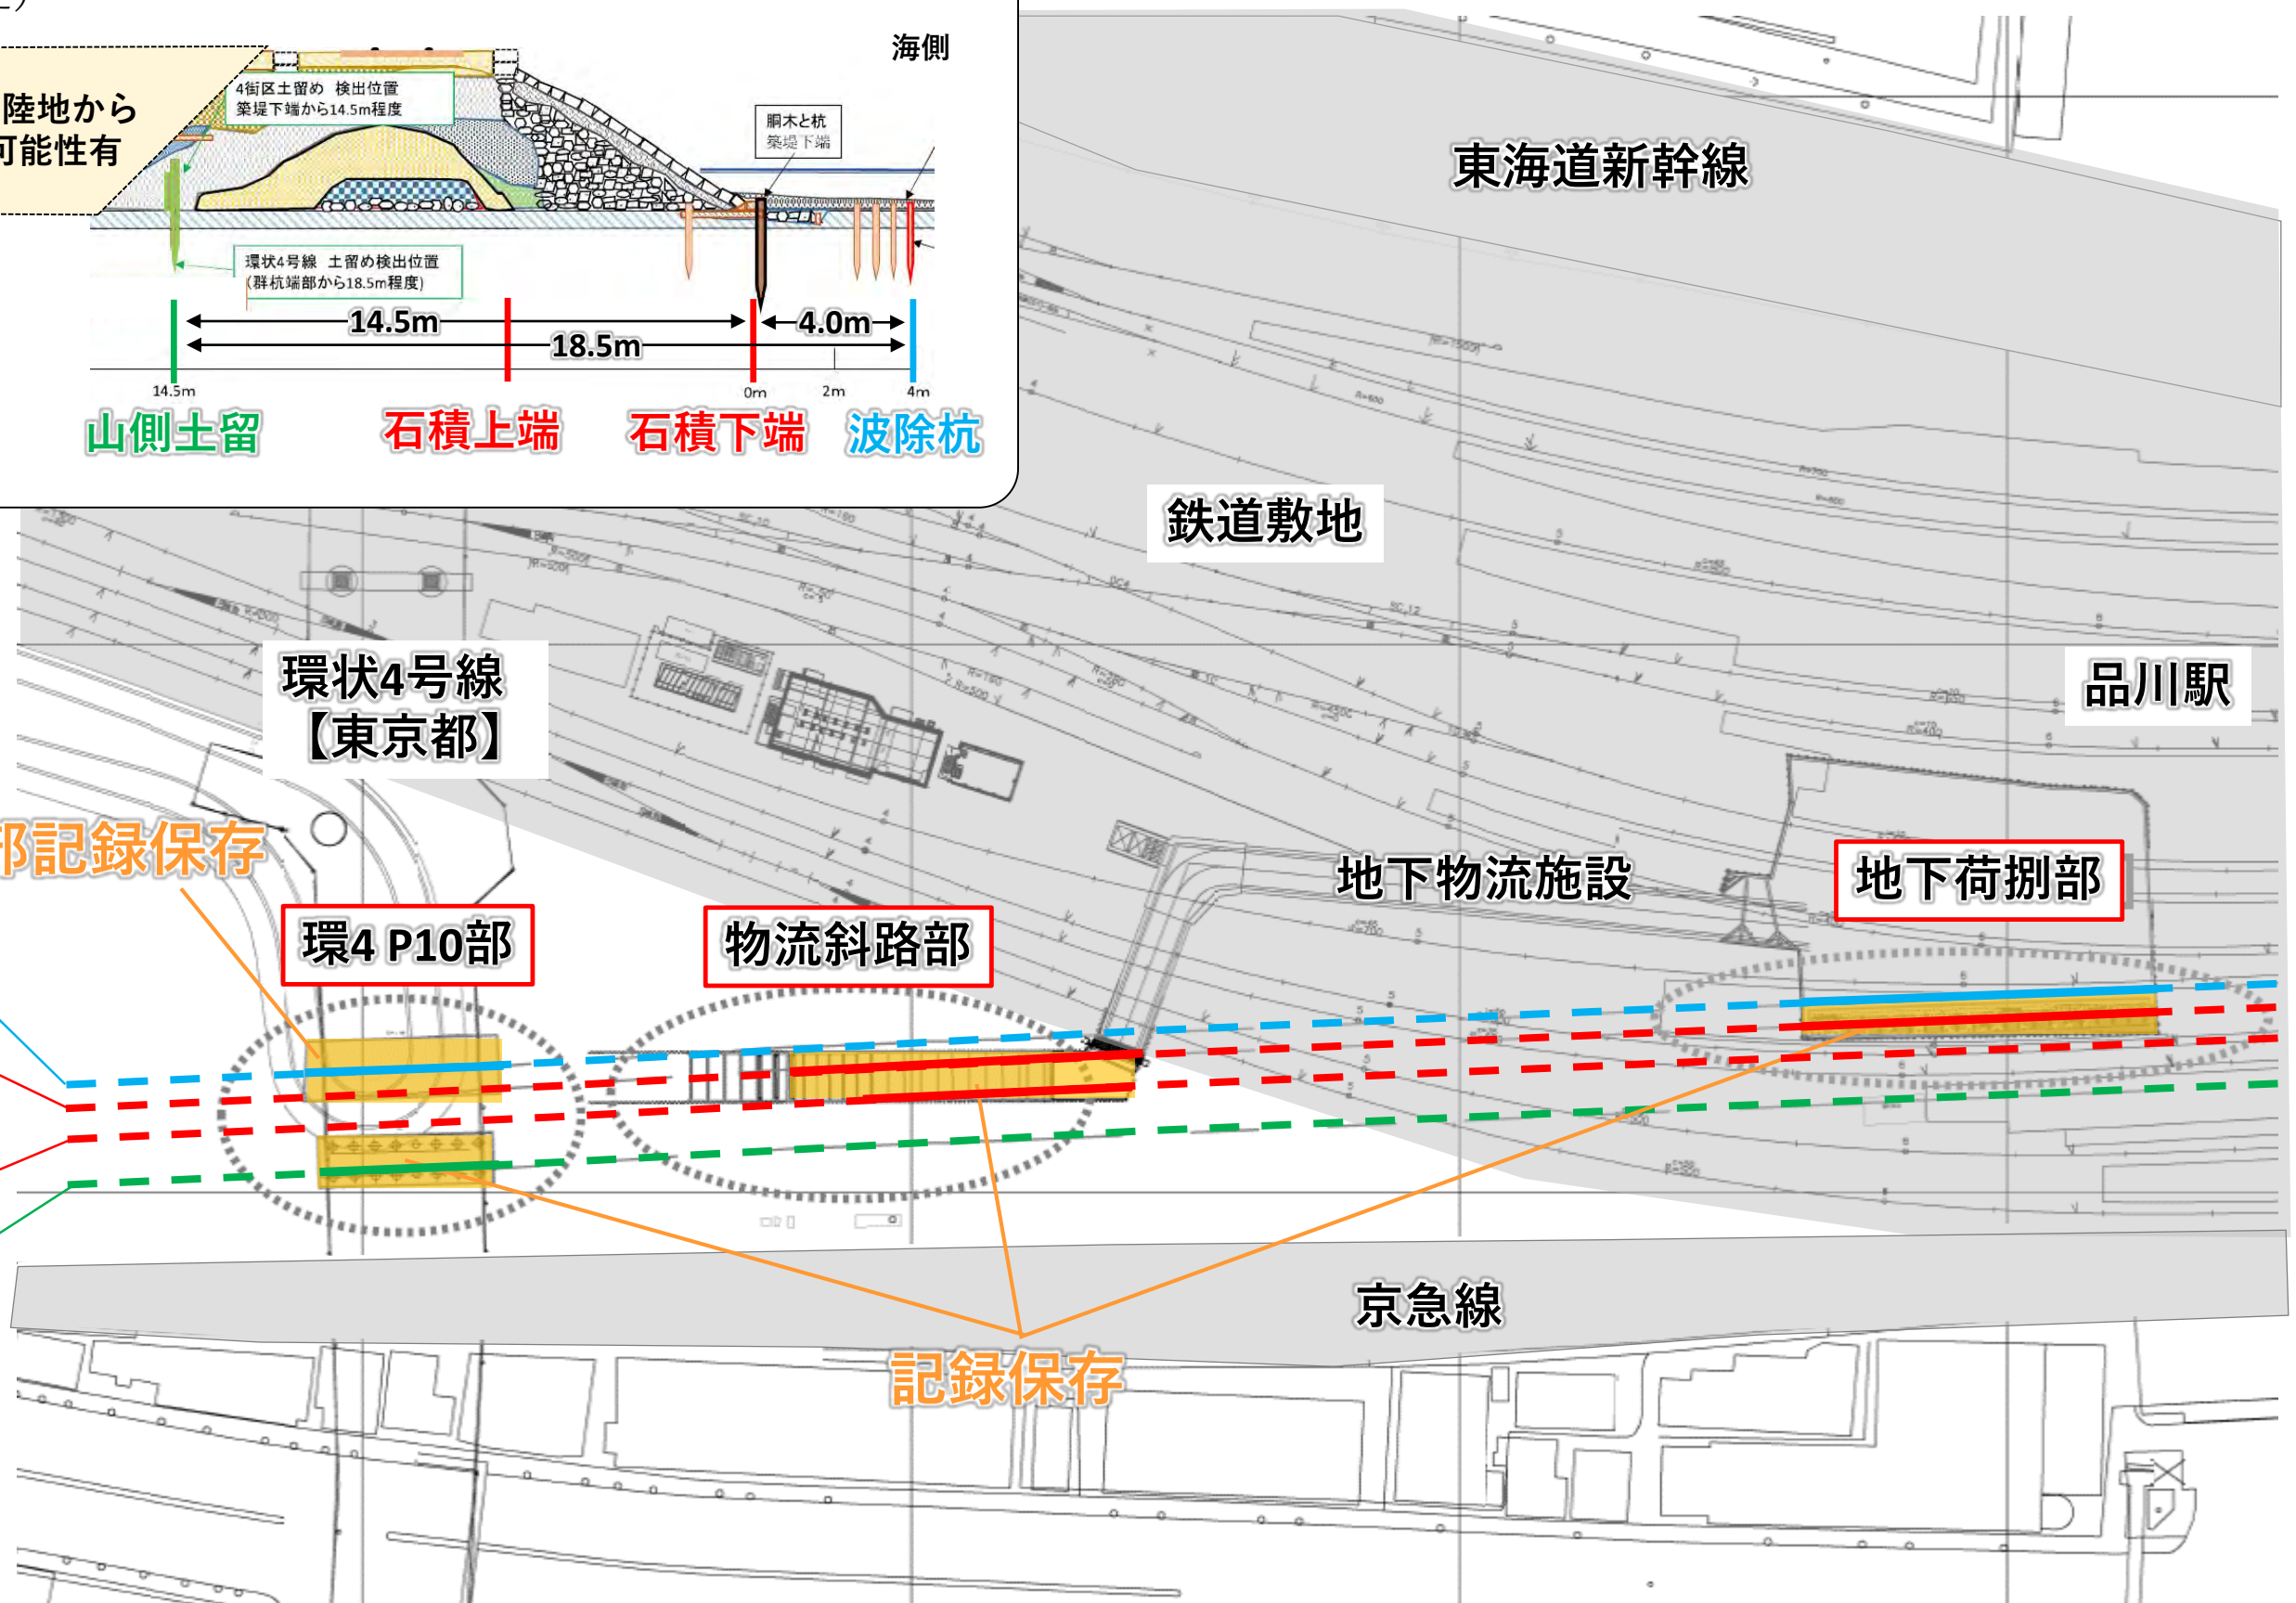 海側
陸地から
可能性有
4街区土留め 検出位置
築堤下端から14.5m程度
胴木と杭
築堤下端
環状4号線 土留め検出位置
(群杭端部から18.5m程度)
14.5m
4.0m
18.5m
14.5m
0m
2m
4m
山側土留
石積上端
石積下端
波除杭
東海道新幹線
鉄道敷地
環状4号線
【東京都】
品川駅
部記録保存
環4 P10部
物流斜路部
地下物流施設
地下荷捌部
京急線
記録保存